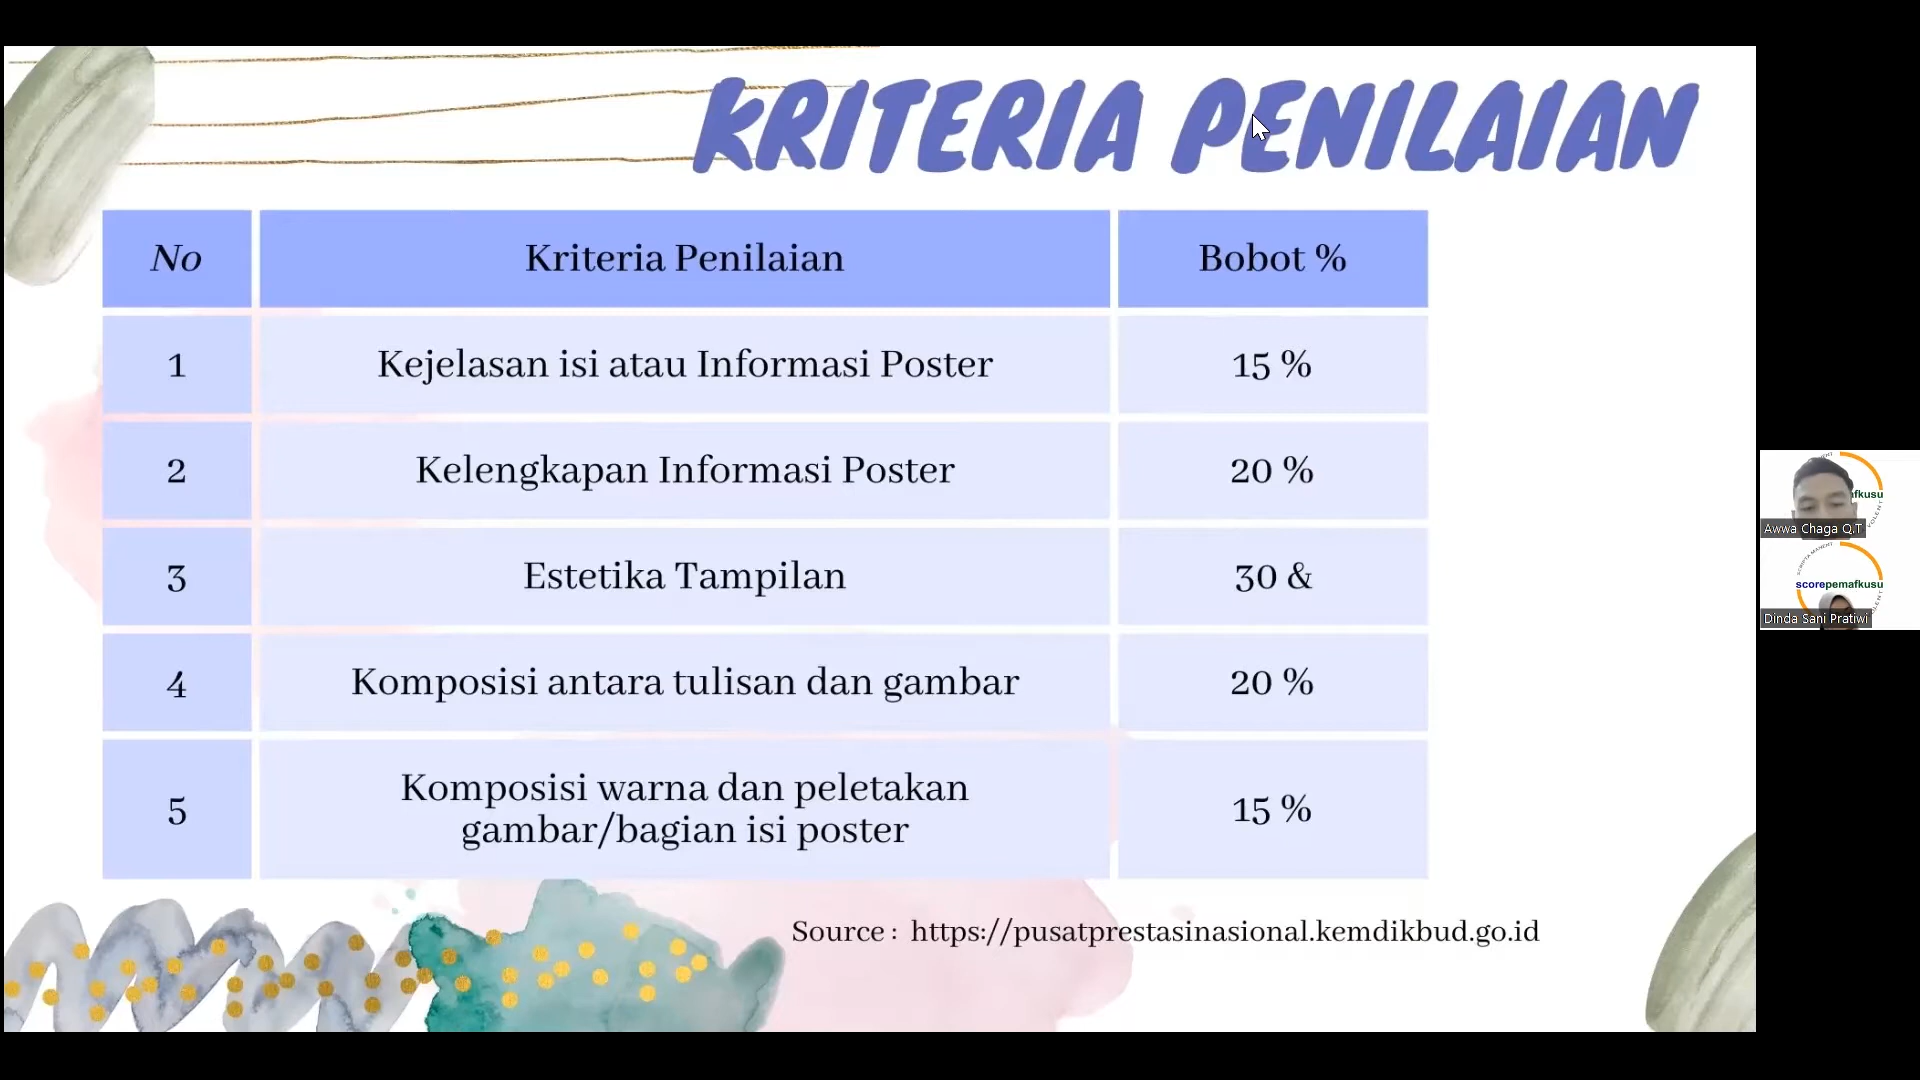 KRITERIA PENILAIAN
No Kriteria Penilaian Bobot %
1 Kejelasan isi atau Informasi Poster 15 %
2 Kelengkapan Informasi Poster 20 %
3 Estetika Tampilan 30 &
4 Komposisi antara tulisan dan gambar 20 %
5 Komposisi warna dan peletakan
gambar/bagian isi poster 15 %
Source : https://pusatprestasinasional.kemdikbud.go.id
fkusu
Awwa Chaga Q.T
scorepemafkusu
Dinda Sani Pratiwi